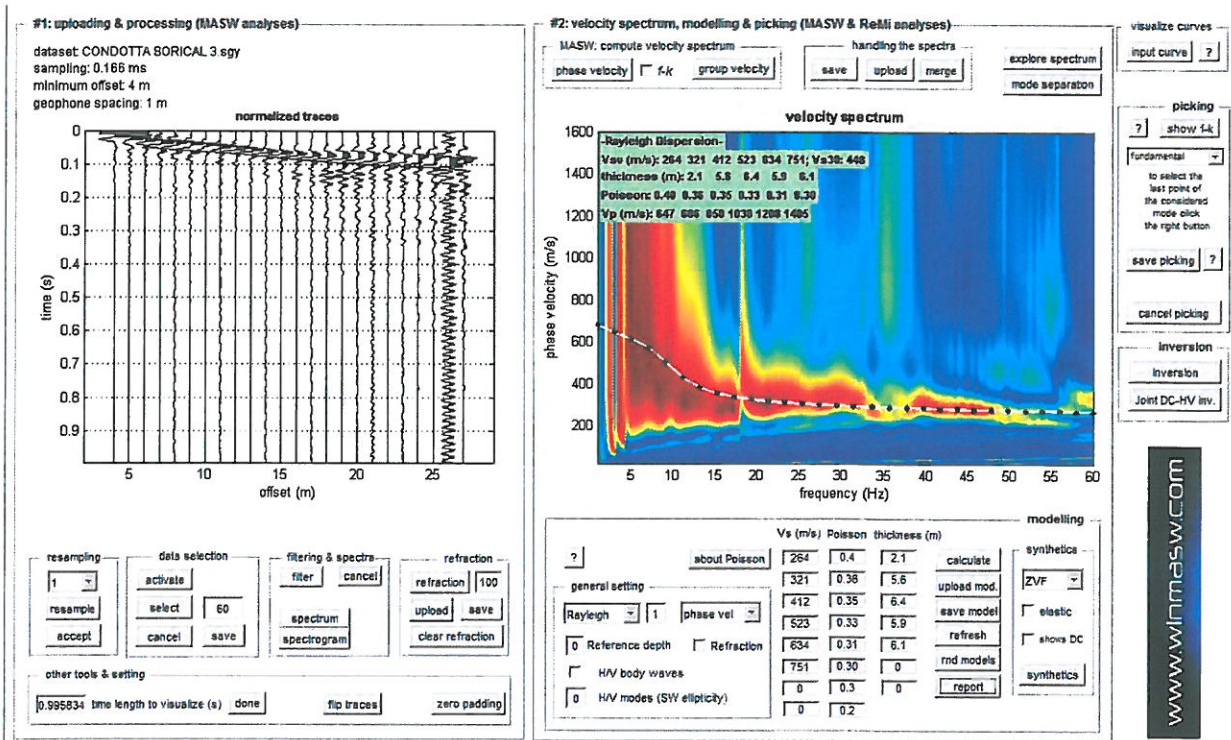 #1: uploading & processing (MASW analyses)
dataset: CONDOTTA SORICAL 3.sgy
sampling: 0.166 ms
minimum offset: 4 m
geophone spacing: 1 m
normalized traces
0
0.1
0.2
0.3
0.4
0.5
0.6
0.7
0.8
0.9
time (s)
5 10 15 20 25
offset (m)
resampling
1
resample
accept
data selection
activate
select 60
cancel save
filtering & spectra
filter cancel
spectrum
spectrogram
refraction
refraction 100
upload save
clear refraction
other tools & setting
0.995834 time length to visualize (s) done flip traces zero padding
#2: velocity spectrum, modelling & picking (MASW & ReMi analyses)
MASW: compute velocity spectrum
phase velocity f-k group velocity
handling the spectra
save upload merge
explore spectrum
mode separation
velocity spectrum
-Rayleigh Dispersion-
Vsv (m/s): 264 321 412 523 634 751; Vs30: 448
thickness (m): 2.1 5.6 6.4 5.9 6.1
Poisson: 0.40 0.36 0.35 0.33 0.31 0.30
Vp (m/s): 647 686 858 1038 1208 1405
1600
1400
1200
1000
800
600
400
200
phase velocity (m/s)
5 10 15 20 25 30 35 40 45 50 55 60
frequency (Hz)
modelling
? about Poisson
general setting
Rayleigh 1 phase vel
0 Reference depth Refraction
H/V body waves
0 H/V modes (SW ellipticity)
Vs (m/s) Poisson thickness (m)
264 0.4 2.1
321 0.36 5.6
412 0.35 6.4
523 0.33 5.9
634 0.31 6.1
751 0.30 0
0 0.3 0
0 0.2
calculate
upload mod.
save model
refresh
rnd models
report
synthetics
ZVF
elastic
shows DC
synthetics
visualize curves
input curve ?
picking
? show f-k
fundamental
to select the
last point of
the considered
mode click
the right button
save picking ?
cancel picking
inversion
Inversion
Joint DC-HV inv.
www.winmasw.com